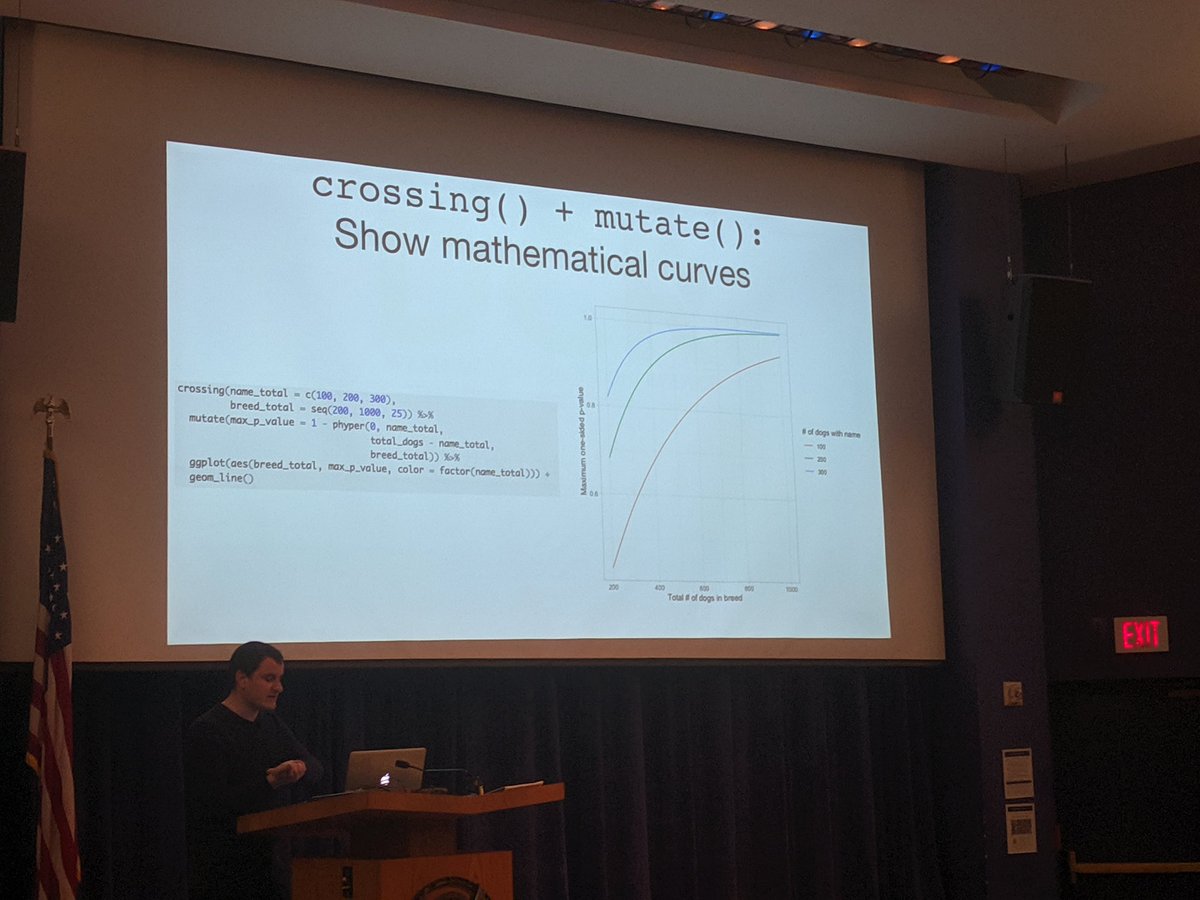 crossing() + mutate():
Show mathematical curves
crossing(name_total = c(100, 200, 300),
breed_total = seq(200, 1000, 25)) %>%
mutate(max_p_value = 1 - phyper(0, name_total,
total_dogs - name_total,
breed_total)) %>%
ggplot(aes(breed_total, max_p_value, color = factor(name_total))) +
geom_line()
Maximum one-sided p-value
1.0
0.8
0.6
200 400 600 800 1000
Total # of dogs in breed
# of dogs with name
100
200
300
EXIT